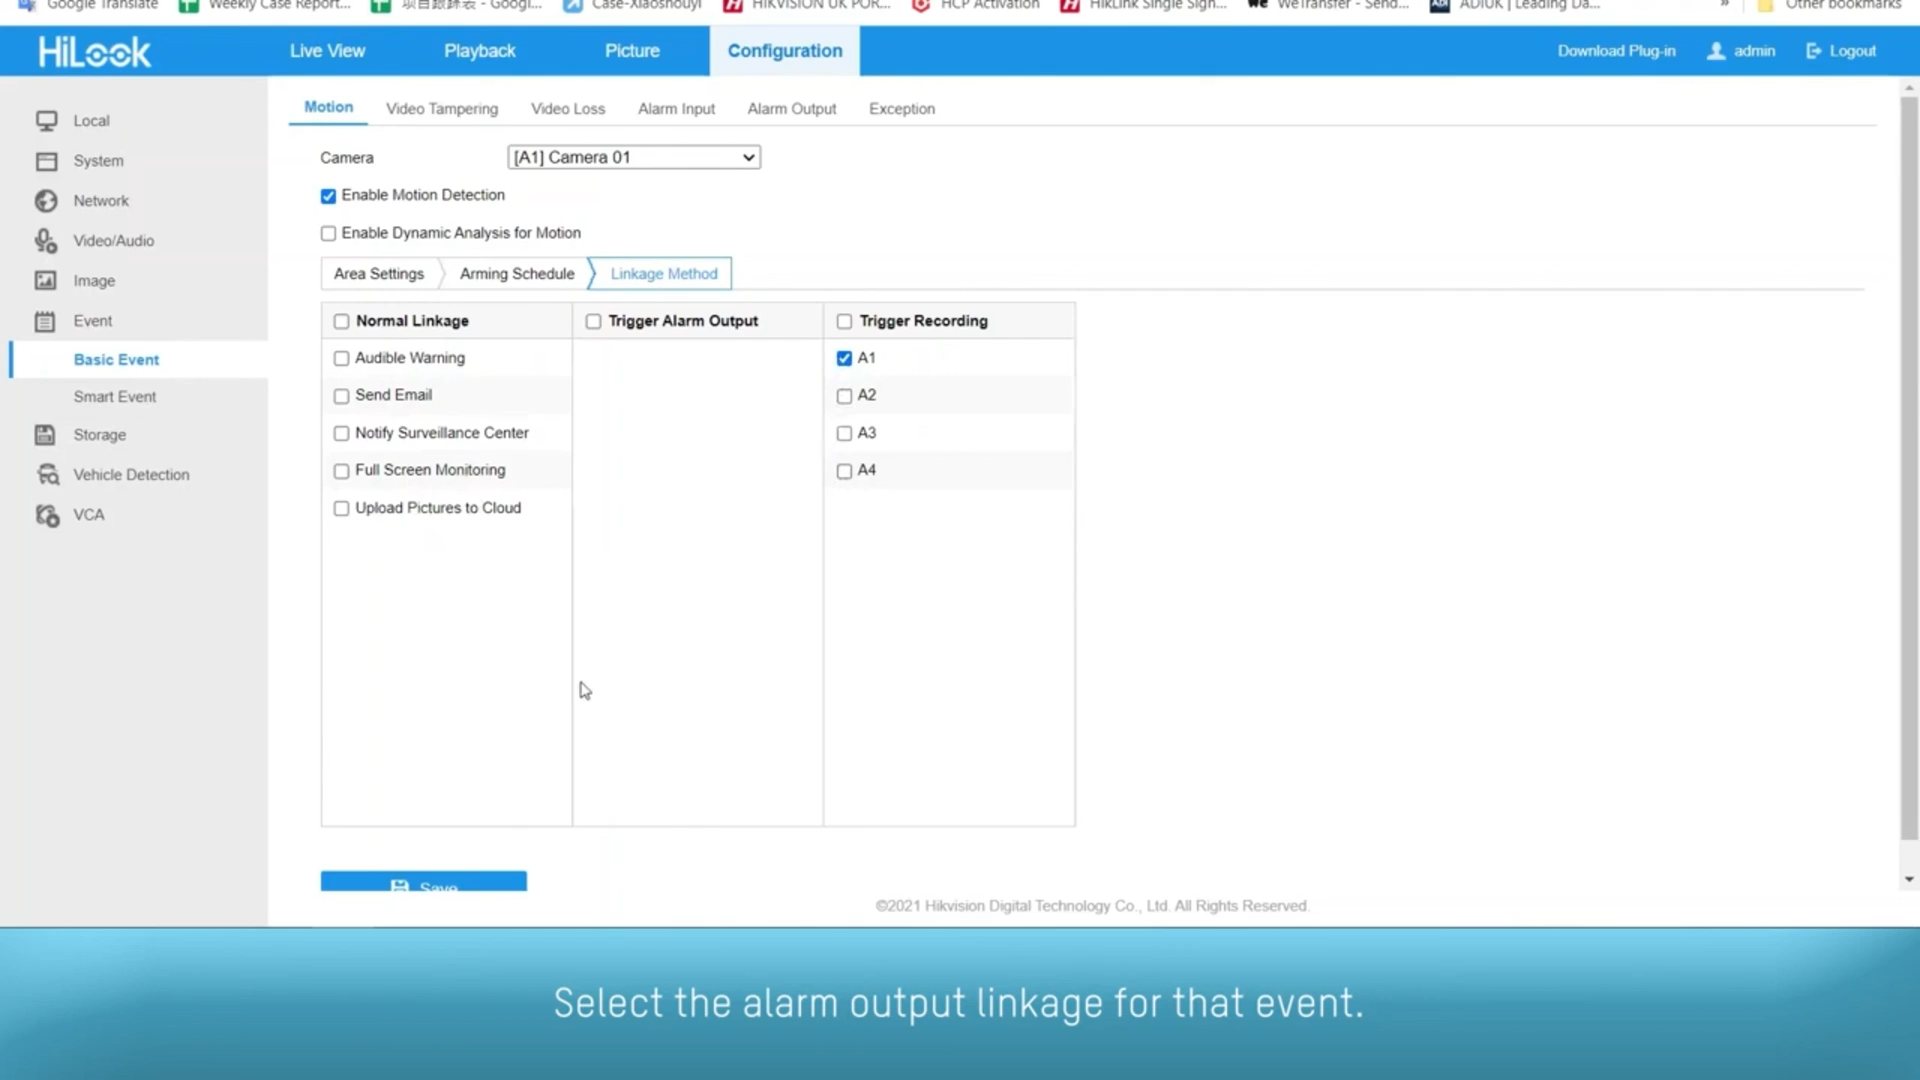 Google Translate Weekly Case Report... 项目跟踪表 - Googl... Case-Xiaoshouyi HIKVISION UK POR... HCP Activation HikLink Single Sign... WeTransfer - Send... ADIUK | Leading Da... » Other bookmarks
HiLook Live View Playback Picture Configuration Download Plug-in admin Logout
Motion Video Tampering Video Loss Alarm Input Alarm Output Exception
Local
System
Network
Video/Audio
Image
Event
Basic Event
Smart Event
Storage
Vehicle Detection
VCA
Camera [A1] Camera 01
Enable Motion Detection
Enable Dynamic Analysis for Motion
Area Settings Arming Schedule Linkage Method
Normal Linkage Trigger Alarm Output Trigger Recording
Audible Warning A1
Send Email A2
Notify Surveillance Center A3
Full Screen Monitoring A4
Upload Pictures to Cloud
Save
©2021 Hikvision Digital Technology Co., Ltd. All Rights Reserved.
Select the alarm output linkage for that event.